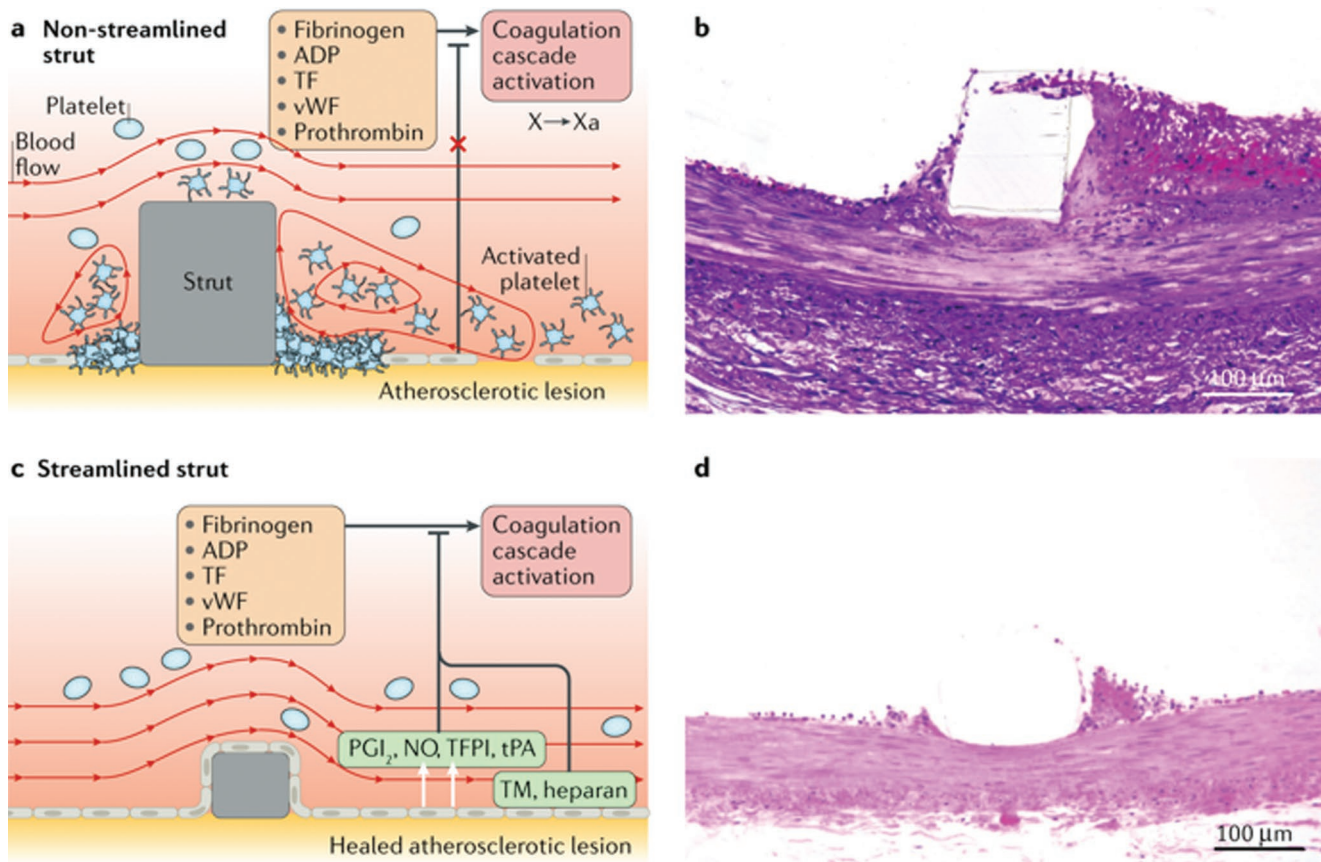 a Non-streamlined
strut
• Fibrinogen
• ADP
• TF
• vWF
• Prothrombin
Coagulation
cascade
activation
X→Xa
Platelet
Blood
flow
Strut
Activated
platelet
Atherosclerotic lesion
b
100 μm
c Streamlined strut
• Fibrinogen
• ADP
• TF
• vWF
• Prothrombin
Coagulation
cascade
activation
PGI₂, NO, TFPI, tPA
TM, heparan
Healed atherosclerotic lesion
d
100 μm